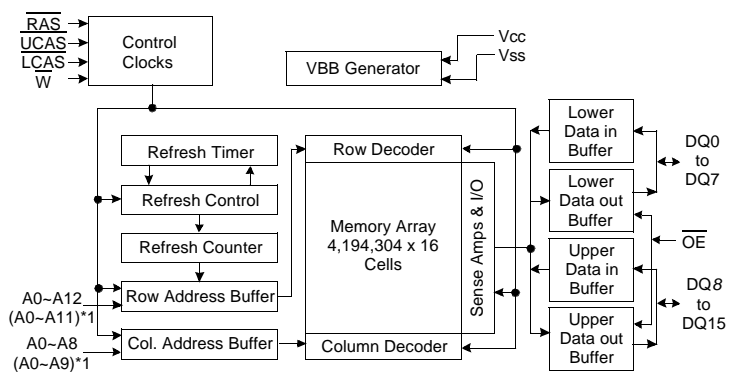 RAS
UCAS
LCAS
W
Control
Clocks
VBB Generator
Vcc
Vss
Refresh Timer
Refresh Control
Refresh Counter
Row Address Buffer
Col. Address Buffer
A0~A12
(A0~A11)*1
A0~A8
(A0~A9)*1
Row Decoder
Memory Array
4,194,304 x 16
Cells
Column Decoder
Sense Amps & I/O
Lower
Data in
Buffer
Lower
Data out
Buffer
Upper
Data in
Buffer
Upper
Data out
Buffer
DQ0
to
DQ7
OE
DQ8
to
DQ15